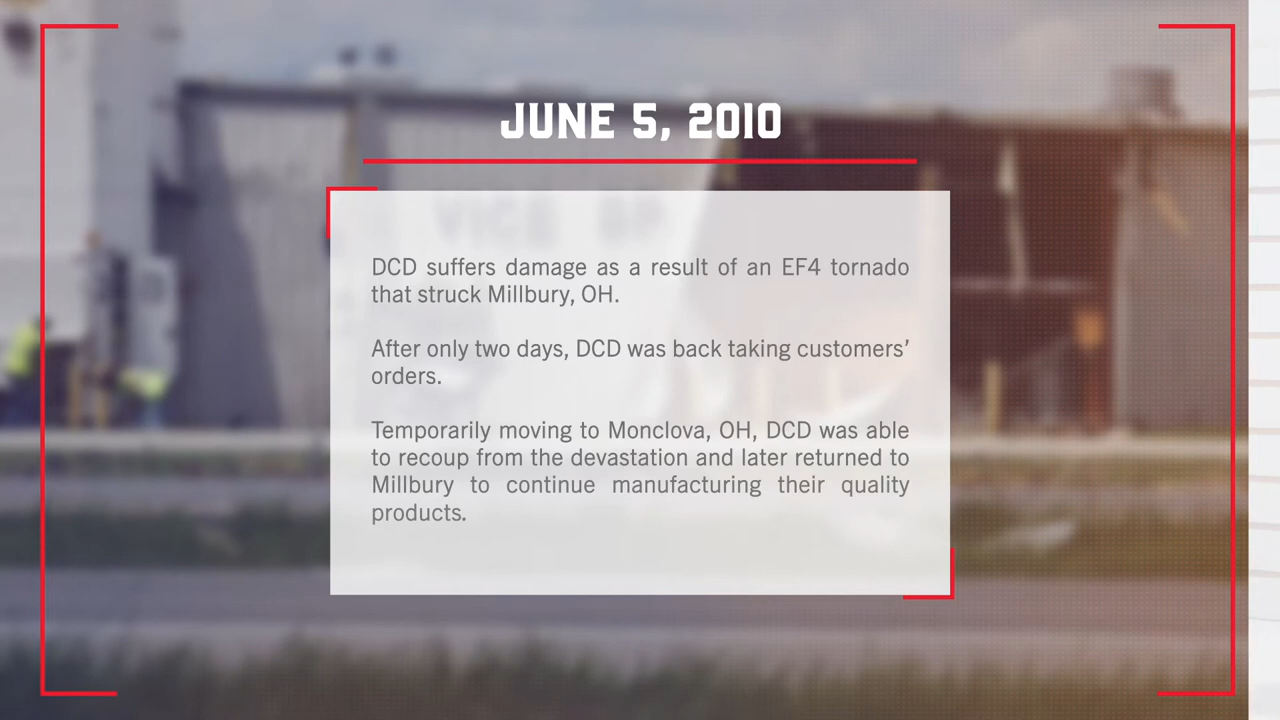 JUNE 5, 2010
DCD suffers damage as a result of an EF4 tornado
that struck Millbury, OH.
After only two days, DCD was back taking customers’
orders.
Temporarily moving to Monclova, OH, DCD was able
to recoup from the devastation and later returned to
Millbury to continue manufacturing their quality
products.